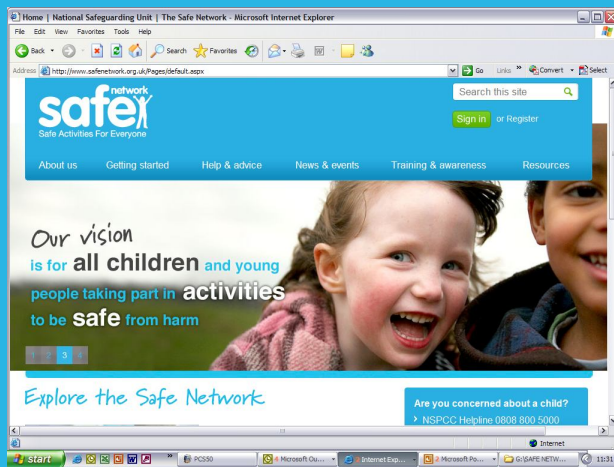 Home | National Safeguarding Unit | The Safe Network - Microsoft Internet Explorer
File Edit View Favorites Tools Help
Back Search Favorites
Address http://www.safenetwork.org.uk/Pages/default.aspx Go Links » Convert Select
network
safe
Safe Activities For Everyone
Search this site
Sign in or Register
About us Getting started Help & advice News & events Training & awareness Resources
Our vision
is for all children and young
people taking part in activities
to be safe from harm
1 2 3 4
Explore the Safe Network
Are you concerned about a child?
NSPCC Helpline 0808 800 5000
Internet
start » PCS50 4 Microsoft Ou... 2 Internet Exp... 2 Microsoft Po... G:\SAFE NETW... 11:31